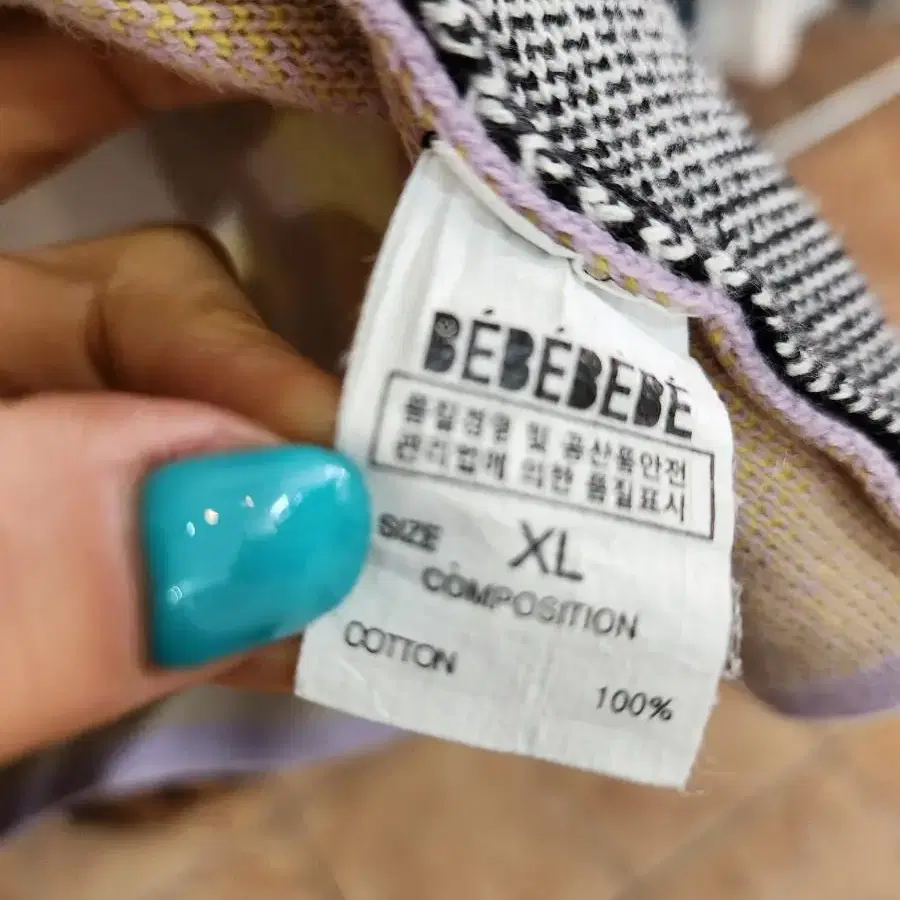 BÉBÉBÈBÈ
품질경영 및 공산품안전
관리법에 의한 품질표시
SIZE XL
COMPOSITION
COTTON 100%